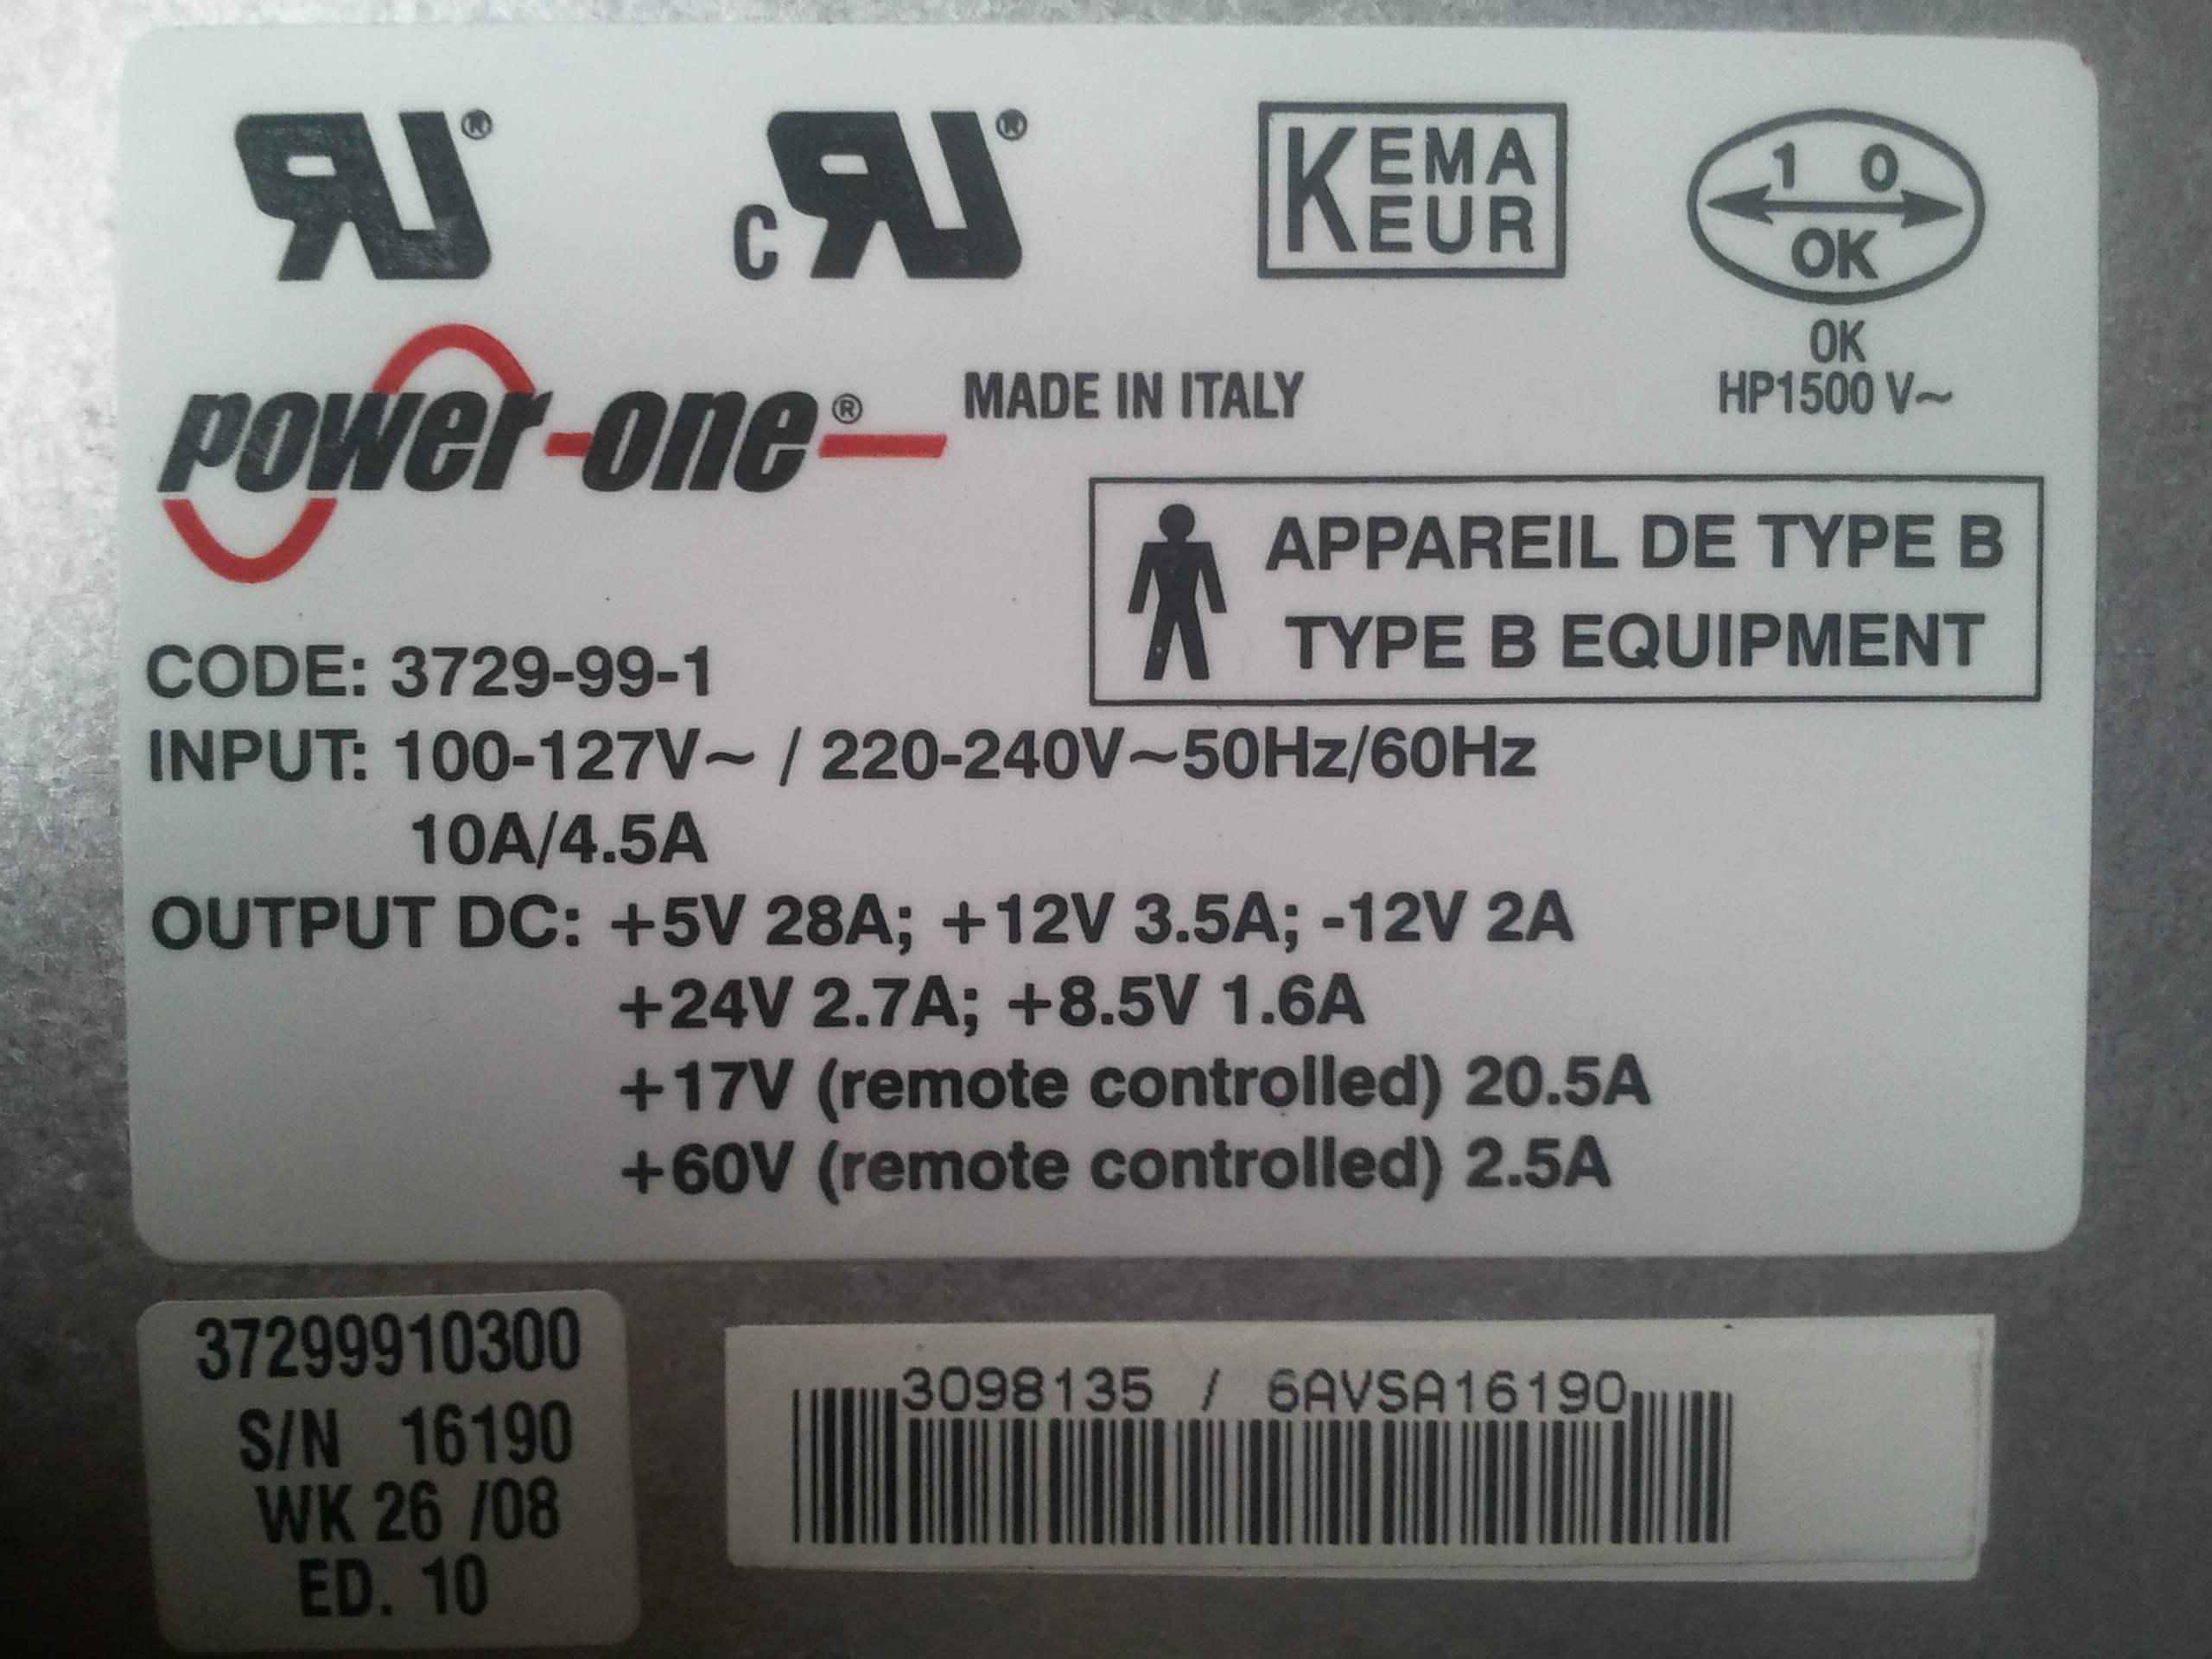 RU®
cRU®
KEMA
KEUR
1 0
OK
OK
HP1500 V~
power-one®
MADE IN ITALY
APPAREIL DE TYPE B
TYPE B EQUIPMENT
CODE: 3729-99-1
INPUT: 100-127V~ / 220-240V~50Hz/60Hz
10A/4.5A
OUTPUT DC: +5V 28A; +12V 3.5A; -12V 2A
+24V 2.7A; +8.5V 1.6A
+17V (remote controlled) 20.5A
+60V (remote controlled) 2.5A
37299910300
S/N 16190
WK 26 /08
ED. 10
3098135 / 6AVSA16190